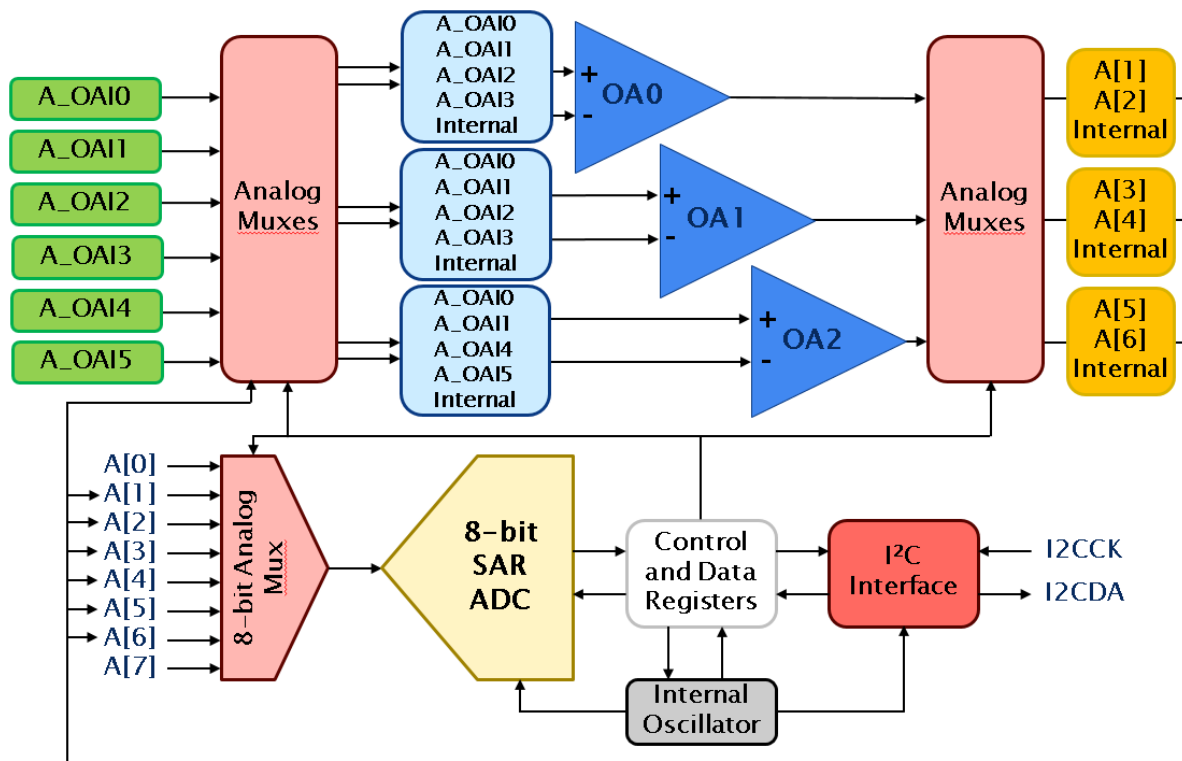 A_OAI0
A_OAI1
A_OAI2
A_OAI3
A_OAI4
A_OAI5
Analog
Muxes
A_OAI0
A_OAI1
A_OAI2
A_OAI3
Internal
A_OAI0
A_OAI1
A_OAI2
A_OAI3
Internal
A_OAI0
A_OAI1
A_OAI4
A_OAI5
Internal
+
-
OA0
+
-
OA1
+
-
OA2
Analog
Muxes
A[1]
A[2]
Internal
A[3]
A[4]
Internal
A[5]
A[6]
Internal
A[0]
A[1]
A[2]
A[3]
A[4]
A[5]
A[6]
A[7]
8-bit Analog
Mux
8-bit
SAR
ADC
Control
and Data
Registers
I²C
Interface
I2CCK
I2CDA
Internal
Oscillator